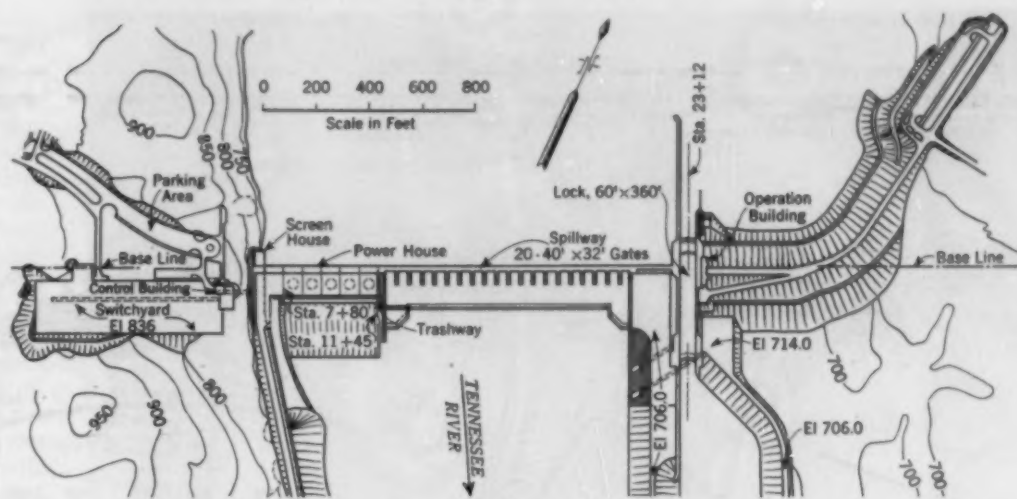 0 200 400 600 800
Scale in Feet
Sta. 23+12
900
850
800
750
Parking
Area
Screen
House
Power House
Lock, 60'×360'
Spillway
20-40'×32' Gates
Operation
Building
Base Line
Base Line
Control Building
Switchyard
El 836
Sta. 7+80
Sta. 11+45
Trashway
El 714.0
700
TENNESSEE
RIVER
El 706.0
El 706.0
950
900
800
700
700